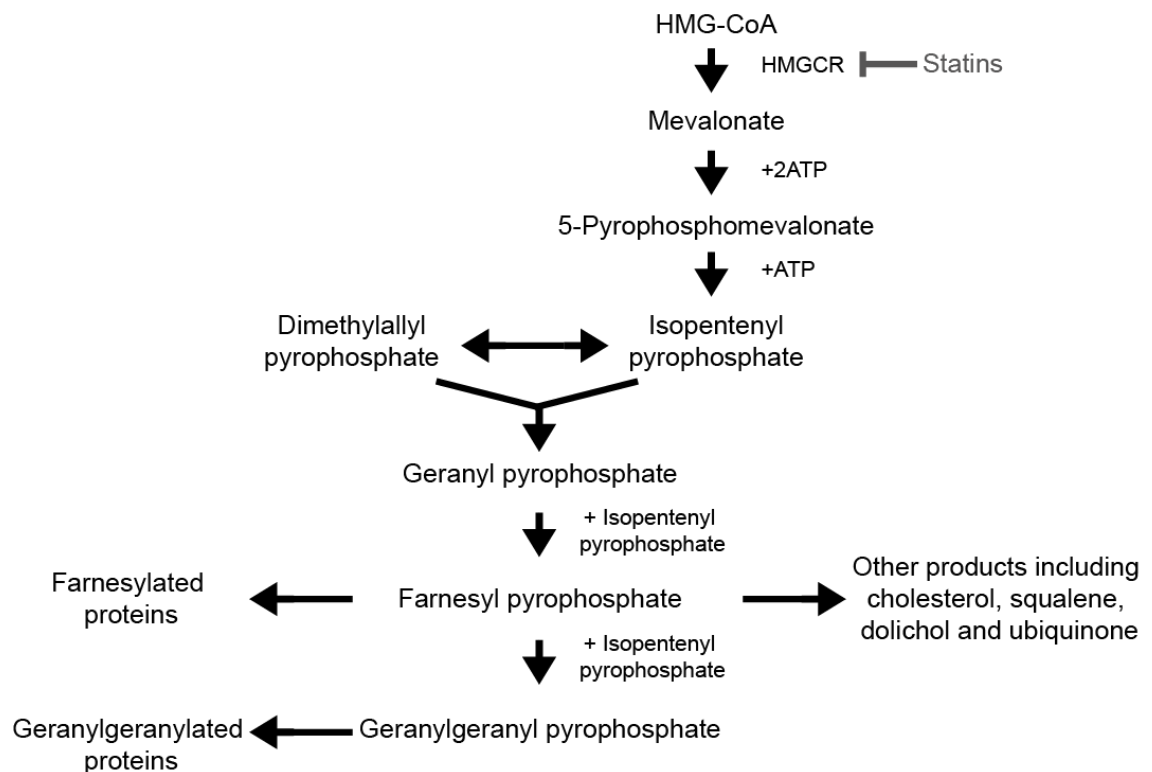 HMG-CoA
HMGCR
Statins
Mevalonate
+2ATP
5-Pyrophosphomevalonate
+ATP
Dimethylallyl
pyrophosphate
Isopentenyl
pyrophosphate
Geranyl pyrophosphate
+ Isopentenyl
pyrophosphate
Farnesylated
proteins
Farnesyl pyrophosphate
Other products including
cholesterol, squalene,
dolichol and ubiquinone
+ Isopentenyl
pyrophosphate
Geranylgeranylated
proteins
Geranylgeranyl pyrophosphate